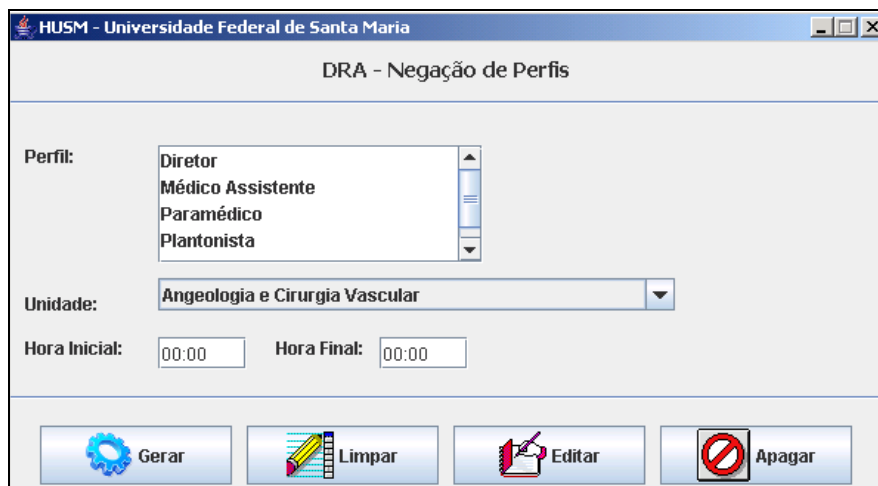 HUSM - Universidade Federal de Santa Maria
DRA - Negação de Perfis
Perfil:
Diretor
Médico Assistente
Paramédico
Plantonista
Unidade:
Angeologia e Cirurgia Vascular
Hora Inicial: 00:00 Hora Final: 00:00
Gerar Limpar Editar Apagar